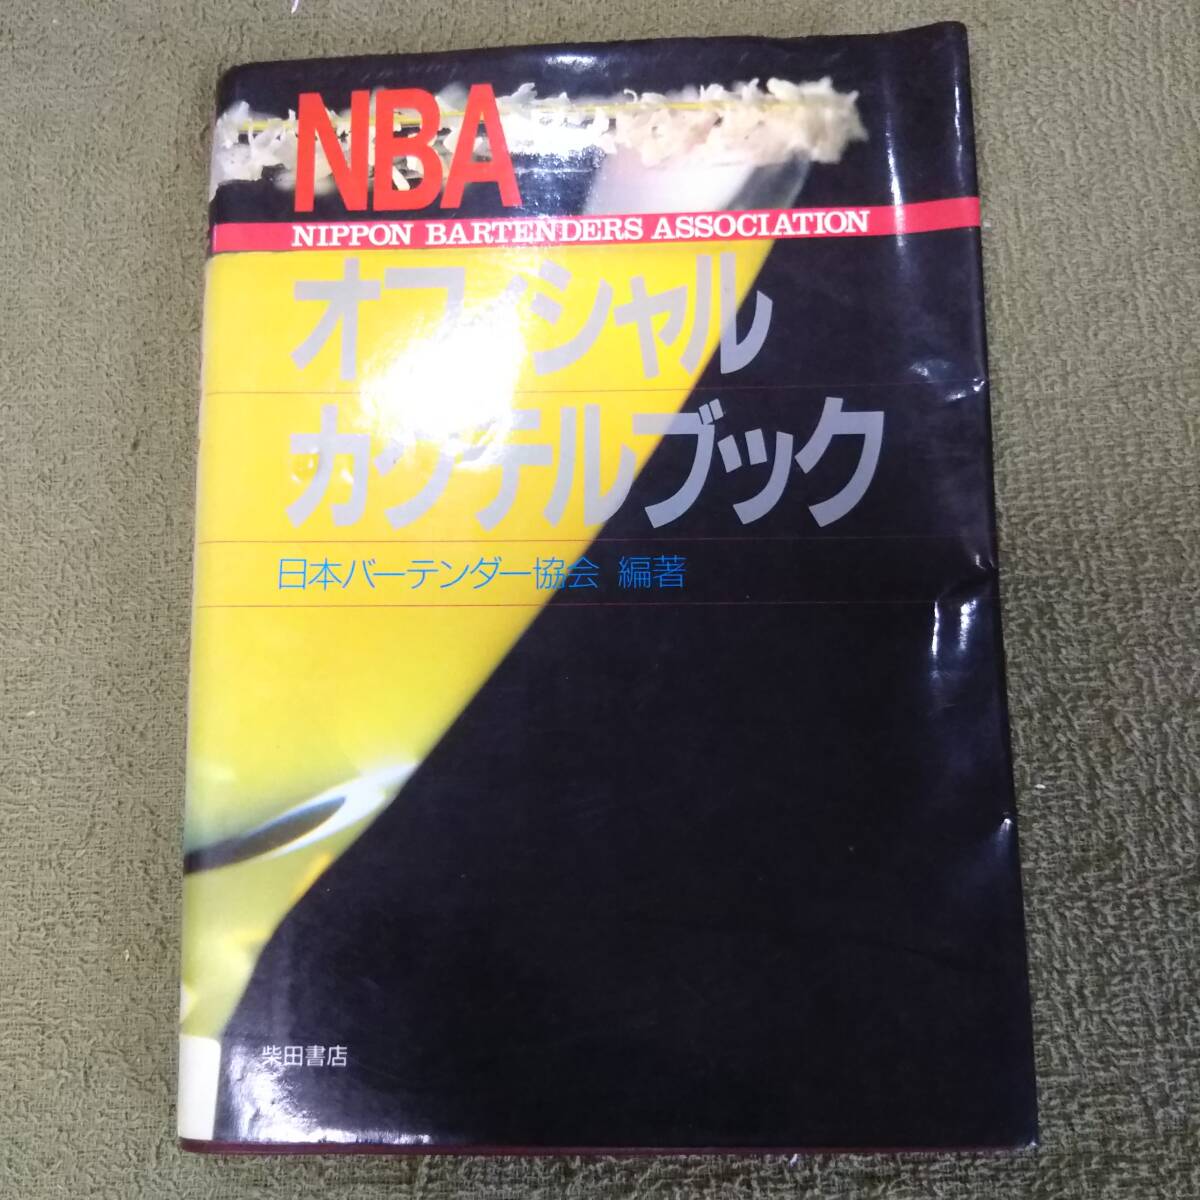 NBA
NIPPON BARTENDERS ASSOCIATION
オフィシャル
カクテルブック
日本バーテンダー協会 編著
柴田書店